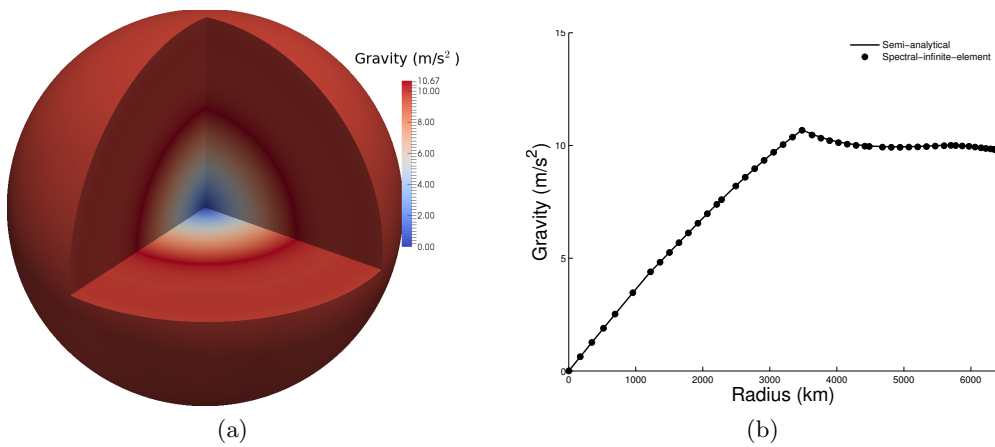 Gravity (m/s² )
10.67
10.00
8.00
6.00
4.00
2.00
0.00
(a)
15
10
5
0
Gravity (m/s²)
Semi−analytical
Spectral−infinite−element
0 1000 2000 3000 4000 5000 6000
Radius (km)
(b)